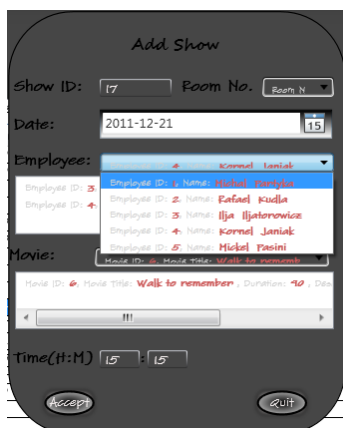 Add Show
Show ID: 17 Room No. Room N
Date: 2011-12-21 15
Employee: Employee ID: 4. Name: Kornel Janiak
Employee ID: 3.
Employee ID: 4.
Employee ID: 1. Name: Michal
Employee ID: 2. Name: Rafael Kudla
Employee ID: 3. Name: Ilja Iljatorowicz
Employee ID: 4. Name: Kornel Janiak
Employee ID: 5. Name: Mickel Pasini
Movie: Movie ID: 6. Movie Title: Walk to rememb
Movie ID: 6. Movie Title: Walk to remember , Duration: 90 , Des
Time(H:M) 15 : 15
Accept Quit